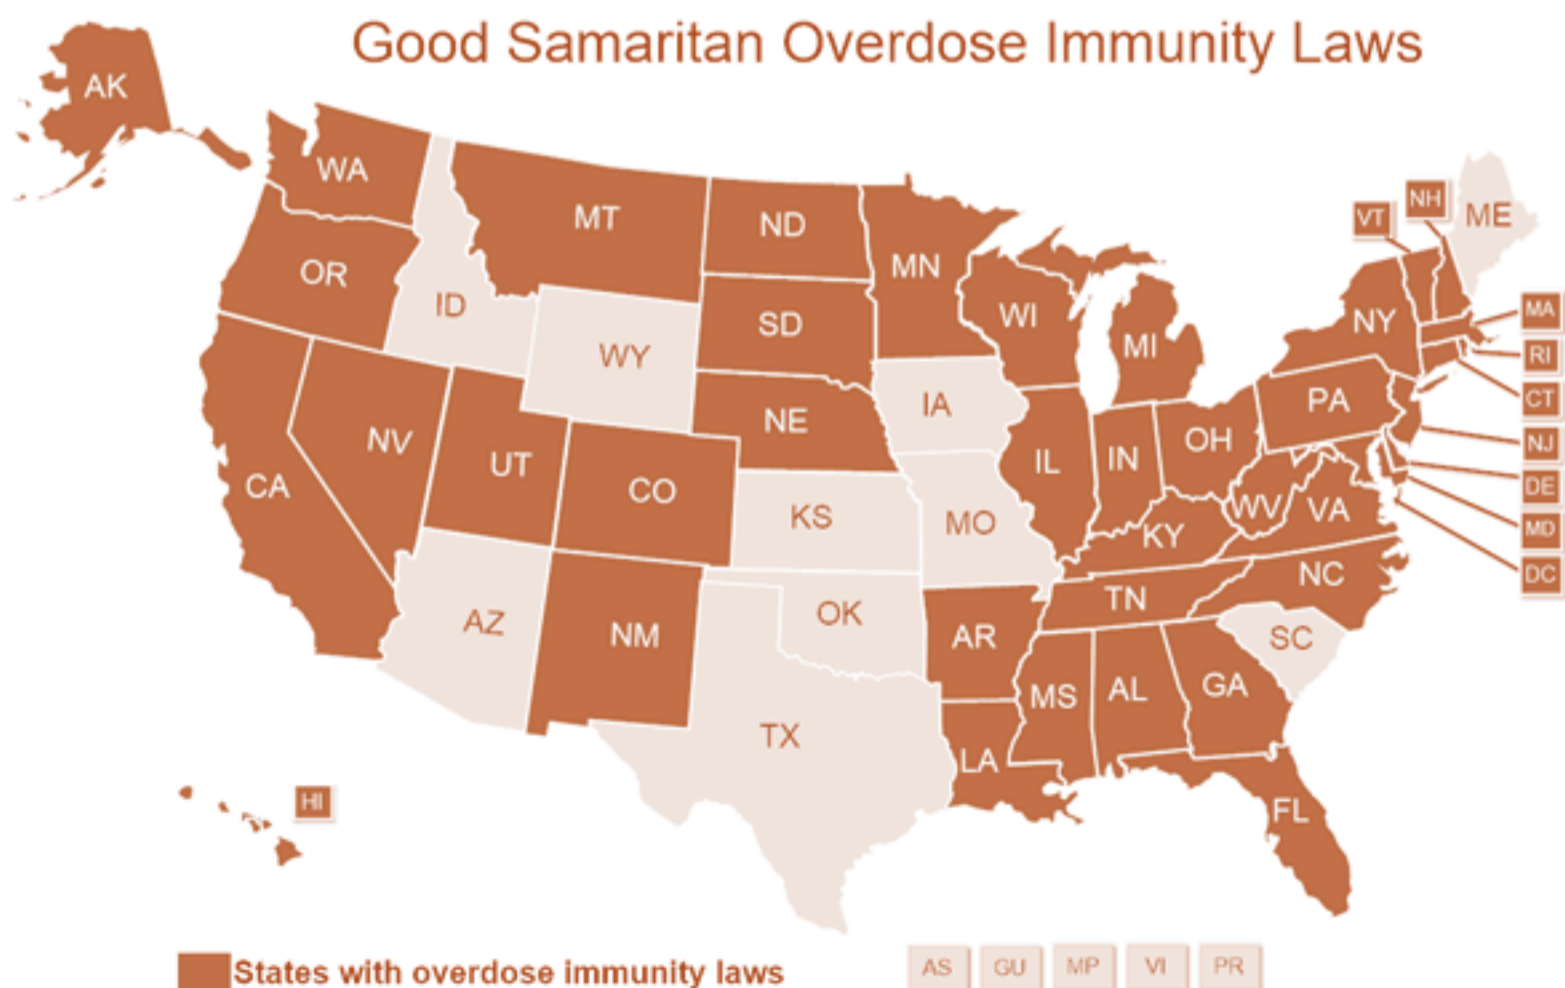 Good Samaritan Overdose Immunity Laws
AK
WA
MT
ND
MN
VT
NH
ME
OR
ID
WY
SD
WI
MI
NY
MA
RI
CT
NJ
DE
MD
DC
NV
UT
CO
NE
IA
IL
IN
OH
PA
CA
KS
MO
KY
WV
VA
AZ
NM
OK
AR
TN
NC
SC
TX
LA
MS
AL
GA
FL
HI
States with overdose immunity laws
AS
GU
MP
VI
PR